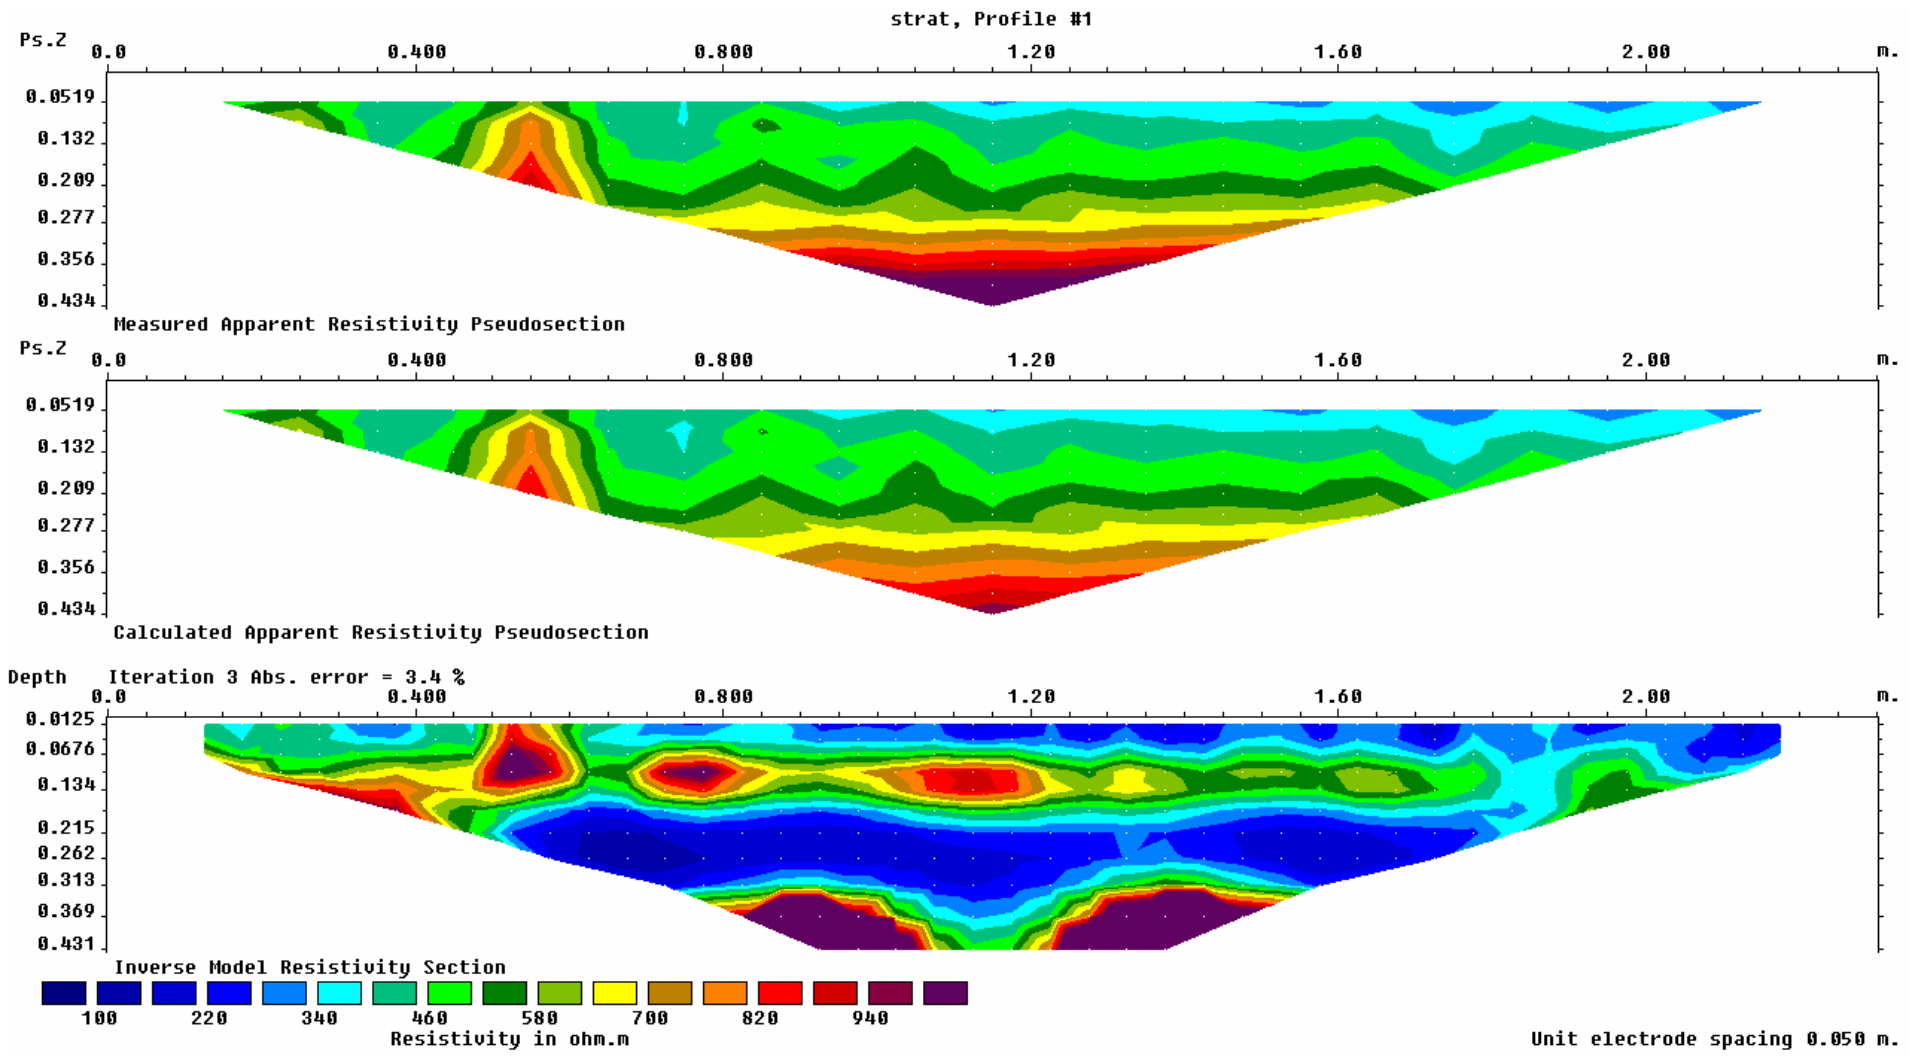 strat, Profile #1
Ps.Z 0.0 0.400 0.800 1.20 1.60 2.00 m.
0.0519
0.132
0.209
0.277
0.356
0.434
Measured Apparent Resistivity Pseudosection
Ps.Z 0.0 0.400 0.800 1.20 1.60 2.00 m.
0.0519
0.132
0.209
0.277
0.356
0.434
Calculated Apparent Resistivity Pseudosection
Depth Iteration 3 Abs. error = 3.4 %
0.0 0.400 0.800 1.20 1.60 2.00 m.
0.0125
0.0676
0.134
0.215
0.262
0.313
0.369
0.431
Inverse Model Resistivity Section
100 220 340 460 580 700 820 940
Resistivity in ohm.m Unit electrode spacing 0.050 m.